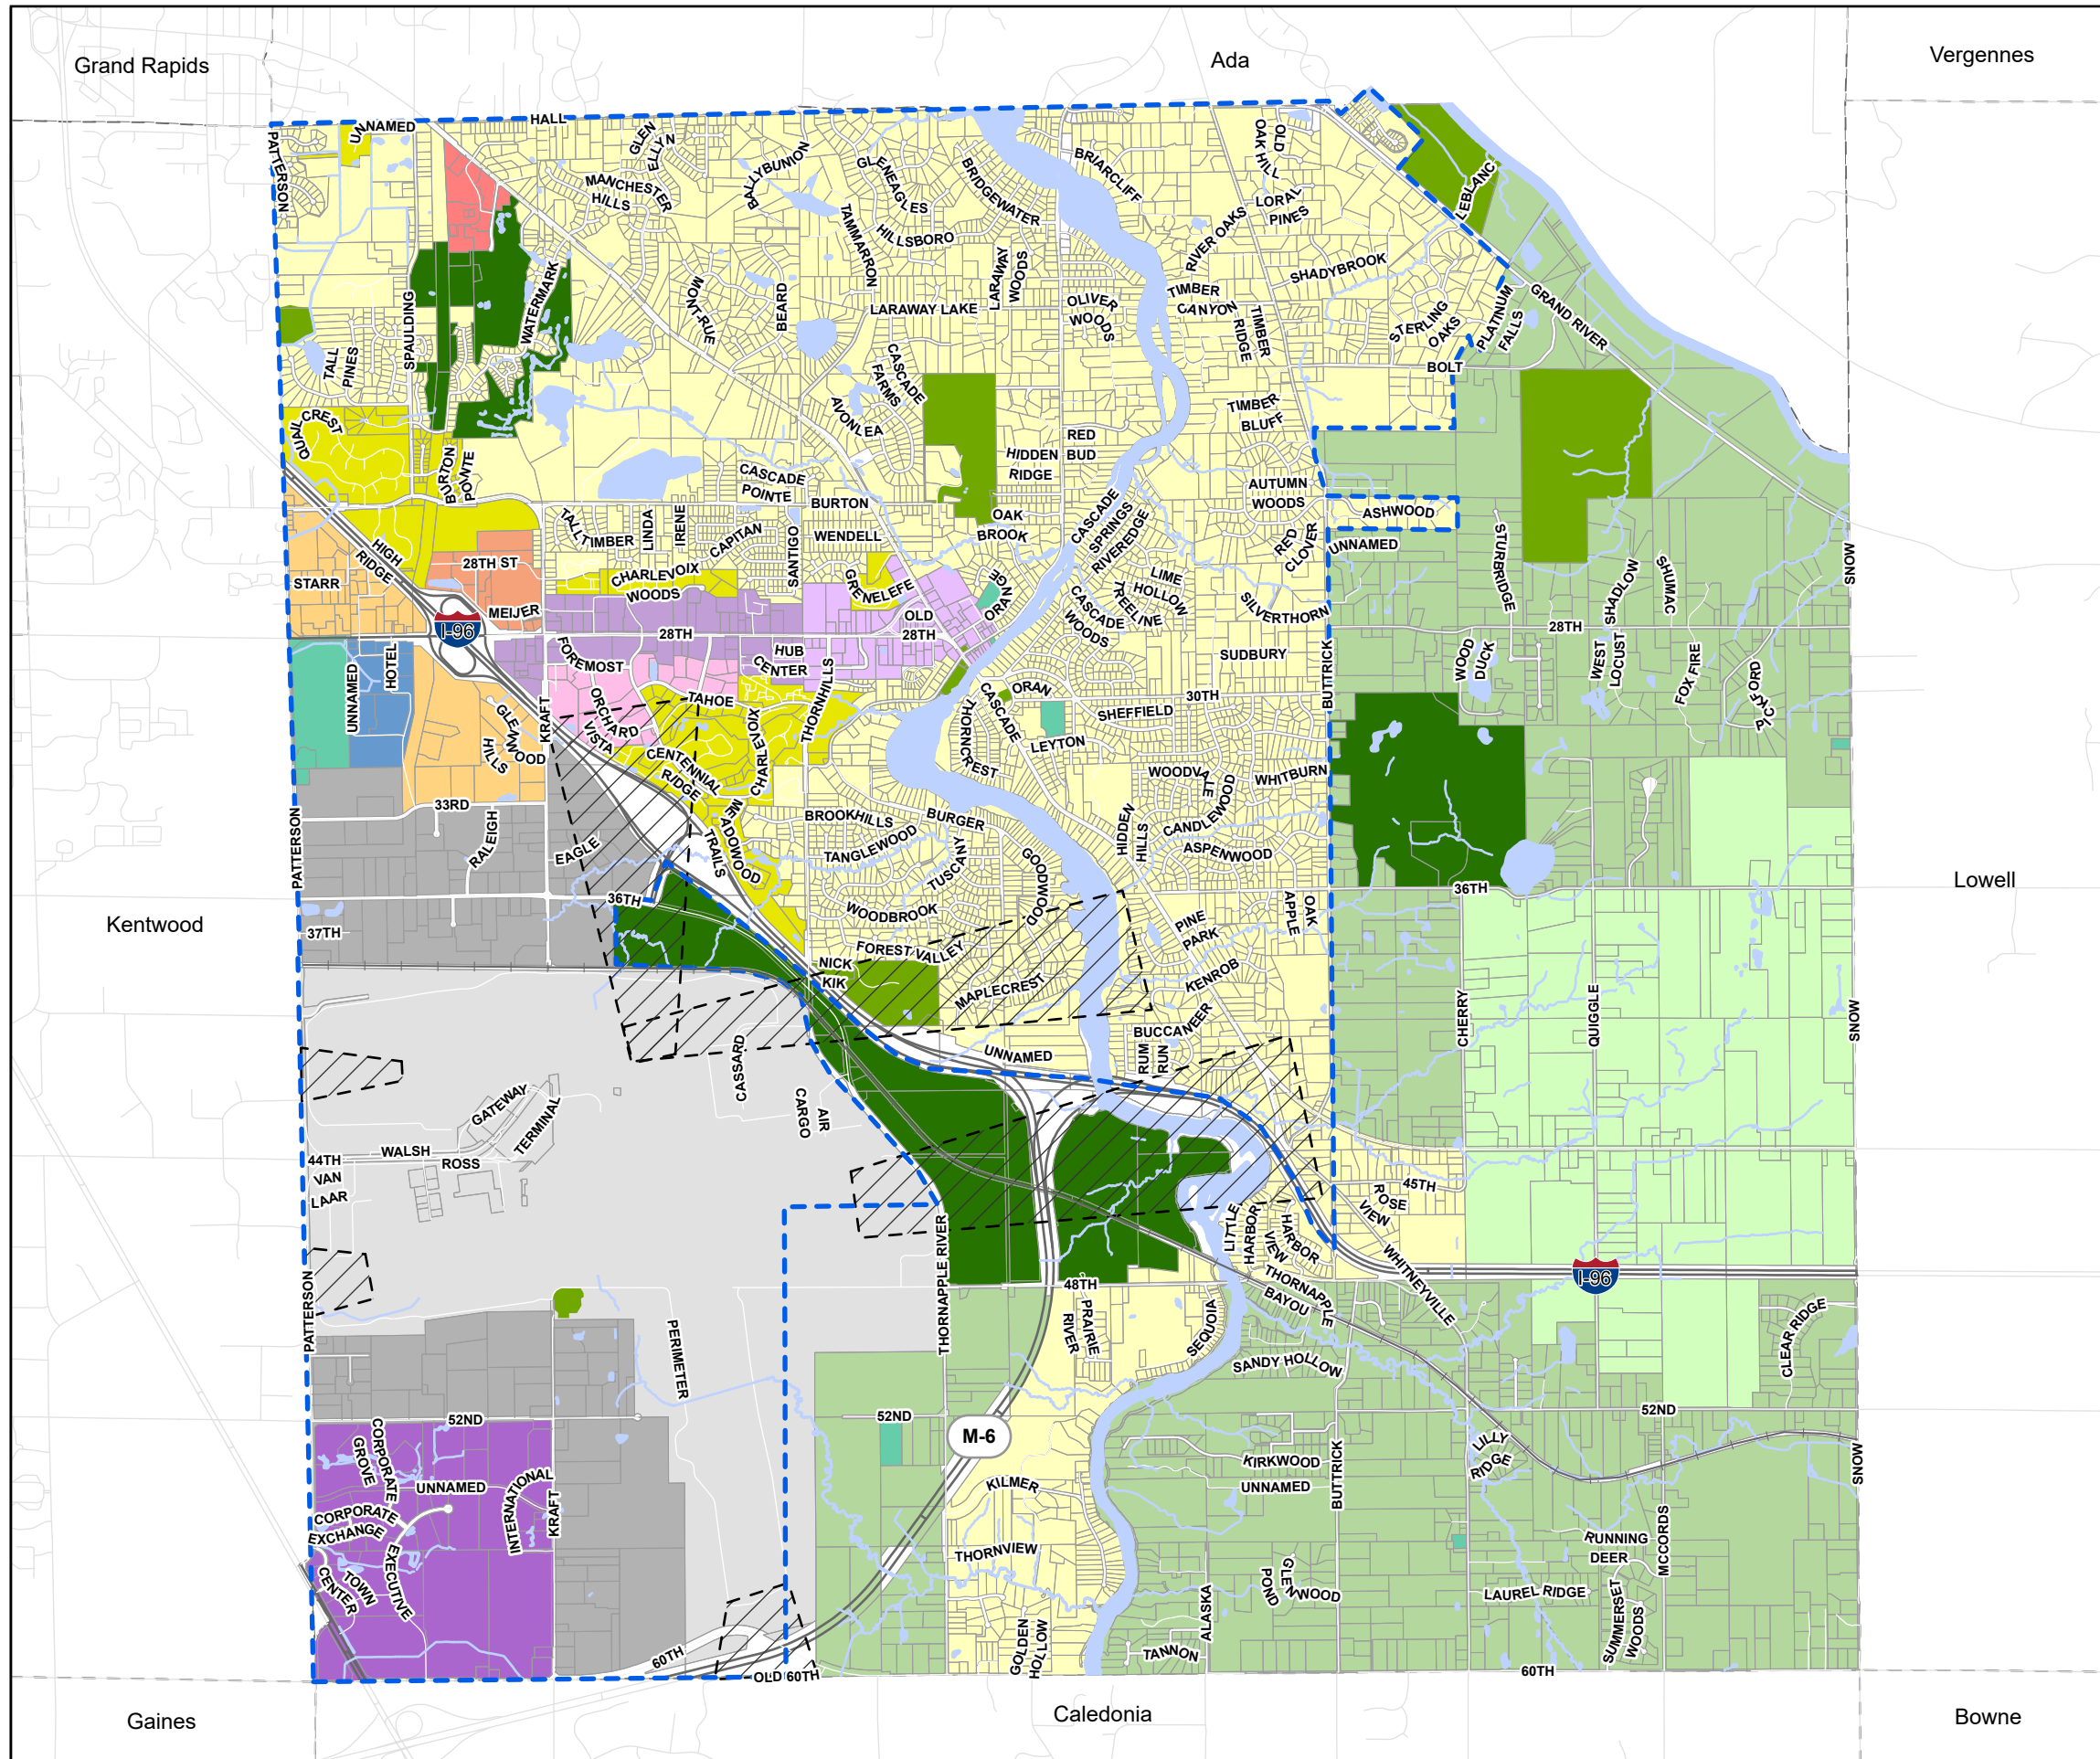 Grand Rapids
Ada
Vergennes
UNNAMED
HALL
PATTERSON
GLEN
ELLYN
MANCHESTER
HILLS
BALLYBUNION
GLENEAGLES
BRIDGEWATER
BRIARCLIFF
OLD
OAK HILL
LORAL
PINES
LEBLANC
TAMMARRON
HILLSBORO
LARAWAY
WOODS
RIVER OAKS
SHADYBROOK
WATERMARK
MONT-RUE
BEARD
LARAWAY LAKE
OLIVER
WOODS
TIMBER
CANYON
TIMBER
RIDGE
STERLING
OAKS
PLATINUM
FALLS
GRAND RIVER
SPAULDING
TALL
PINES
CASCADE
FARMS
AVONLEA
BOLT
QUAIL
CREST
BURTON
POINTE
TIMBER
BLUFF
RED
BUD
HIDDEN
RIDGE
CASCADE
POINTE
BURTON
AUTUMN
WOODS
ASHWOOD
TALL
TIMBER
LINDA
IRENE
CAPITAN
SANTIGO
WENDELL
OAK
BROOK
CASCADE
SPRINGS
RIVEREDGE
RED
CLOVER
UNNAMED
STURBRIDGE
SHADLOW
SHUMAC
SNOW
HIGH
RIDGE
STARR
28TH ST
MEIJER
CHARLEVOIX
WOODS
GRENELEFE
ORANGE
LIME
HOLLOW
TREELINE
CASCADE
WOODS
SILVERTHORN
I-96
28TH
OLD
28TH
28TH
UNNAMED
HOTEL
FOREMOST
HUB
CENTER
THORNHILLS
SUDBURY
BUTTRICK
WOOD
DUCK
WEST
LOCUST
FOX FIRE
PICKFORD
KRAFT
ORCHARD
VISTA
TAHOE
ORAN
30TH
CASCADE
THORNCREST
SHEFFIELD
LEYTON
GLENWOOD
HILLS
CENTENNIAL
RIDGE
CHARLEVOIX
WOODVALE
WHITBURN
CANDLEWOOD
33RD
RALEIGH
EAGLE
MEADOWOOD
TRAILS
BROOKHILLS
BURGER
TANGLEWOOD
TUSCANY
GOODWOOD
HIDDEN
HILLS
ASPENWOOD
PATTERSON
36TH
36TH
Lowell
Kentwood
37TH
WOODBROOK
FOREST VALLEY
PINE
PARK
APPLE
OAK
NICK
KIK
MAPLECREST
KENROB
CHERRY
QUIGGLE
SNOW
BUCCANEER
RUM
RUN
UNNAMED
CASSARD
AIR
CARGO
GATEWAY
TERMINAL
44TH
WALSH
ROSS
VAN
LAAR
45TH
ROSE
VIEW
LITTLE
HARBOR
HARBOR
VIEW
THORNAPPLE RIVER
WHITNEYVILLE
I-96
PATTERSON
48TH
THORNAPPLE
BAYOU
PRAIRIE
RIVER
SEQUOIA
SANDY HOLLOW
CLEAR RIDGE
PERIMETER
52ND
52ND
52ND
M-6
CORPORATE
GROVE
INTERNATIONAL
KRAFT
UNNAMED
CORPORATE
EXCHANGE
EXECUTIVE
TOWN
CENTER
KILMER
THORNVIEW
KIRKWOOD
UNNAMED
BUTTRICK
LILLY
RIDGE
SNOW
MCCORDS
RUNNING
DEER
LAUREL RIDGE
SUMMERSET
WOODS
GLENWOOD
POND
ALASKA
TANNON
GOLDEN
HOLLOW
60TH
OLD 60TH
60TH
Gaines
Caledonia
Bowne